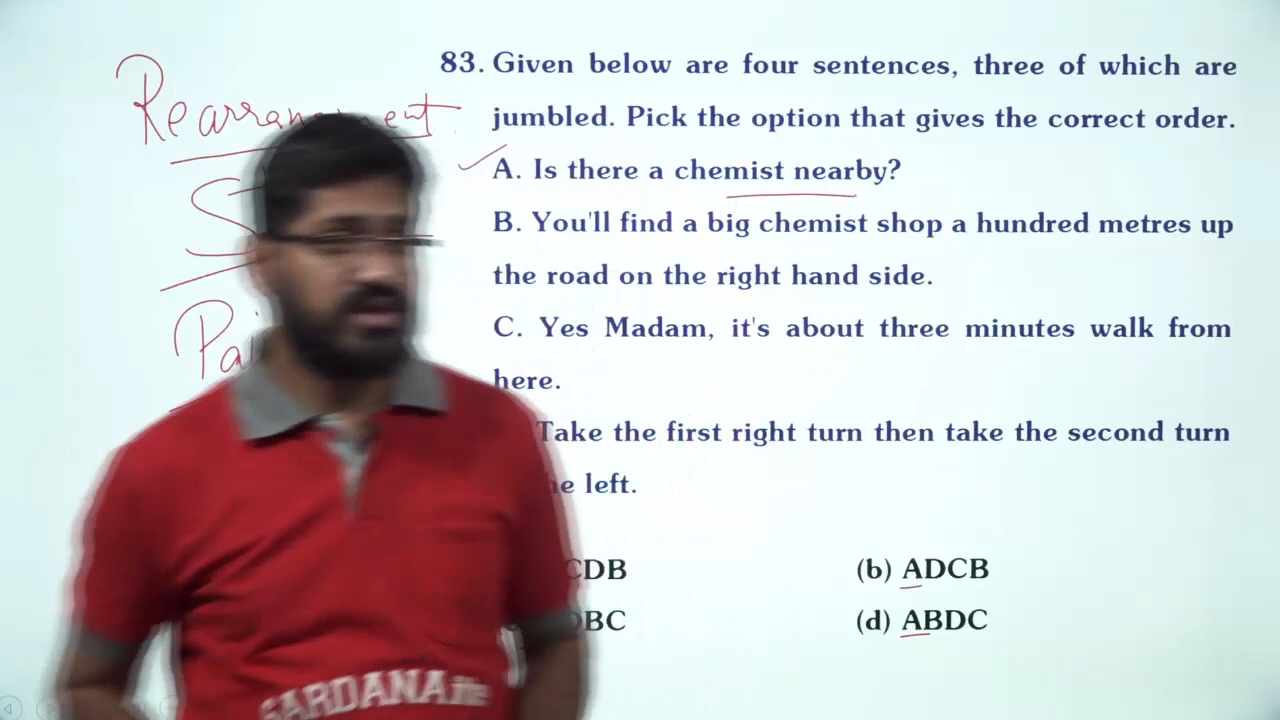 Rearrangement
83. Given below are four sentences, three of which are
jumbled. Pick the option that gives the correct order.
A. Is there a chemist nearby?
B. You'll find a big chemist shop a hundred metres up
the road on the right hand side.
C. Yes Madam, it's about three minutes walk from
here.
Take the first right turn then take the second turn
left.
CDB
(b) ADCB
BC
(d) ABDC
SARDANA.ite